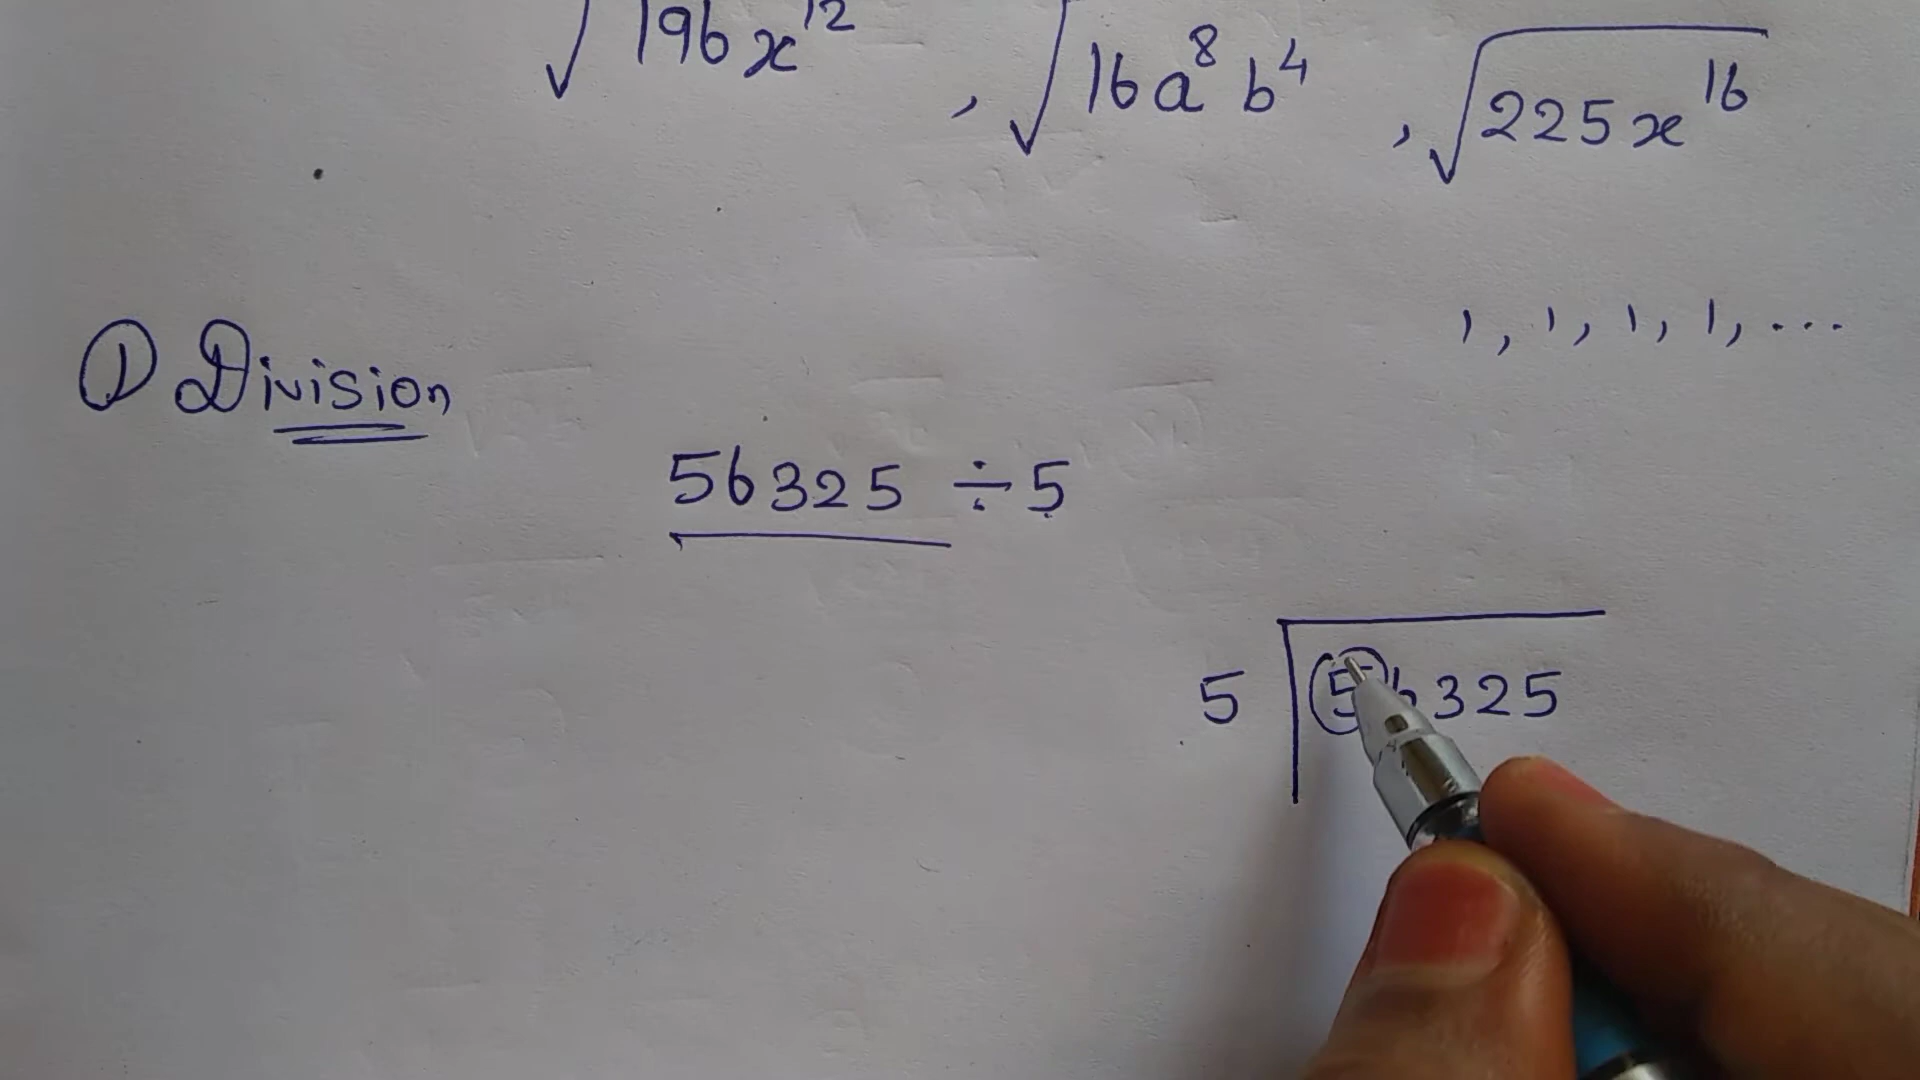 √196x¹² , √16a⁸b⁴ , √225x¹⁶
1, 1, 1, 1, ...
① Division
56325 ÷ 5
5 56325